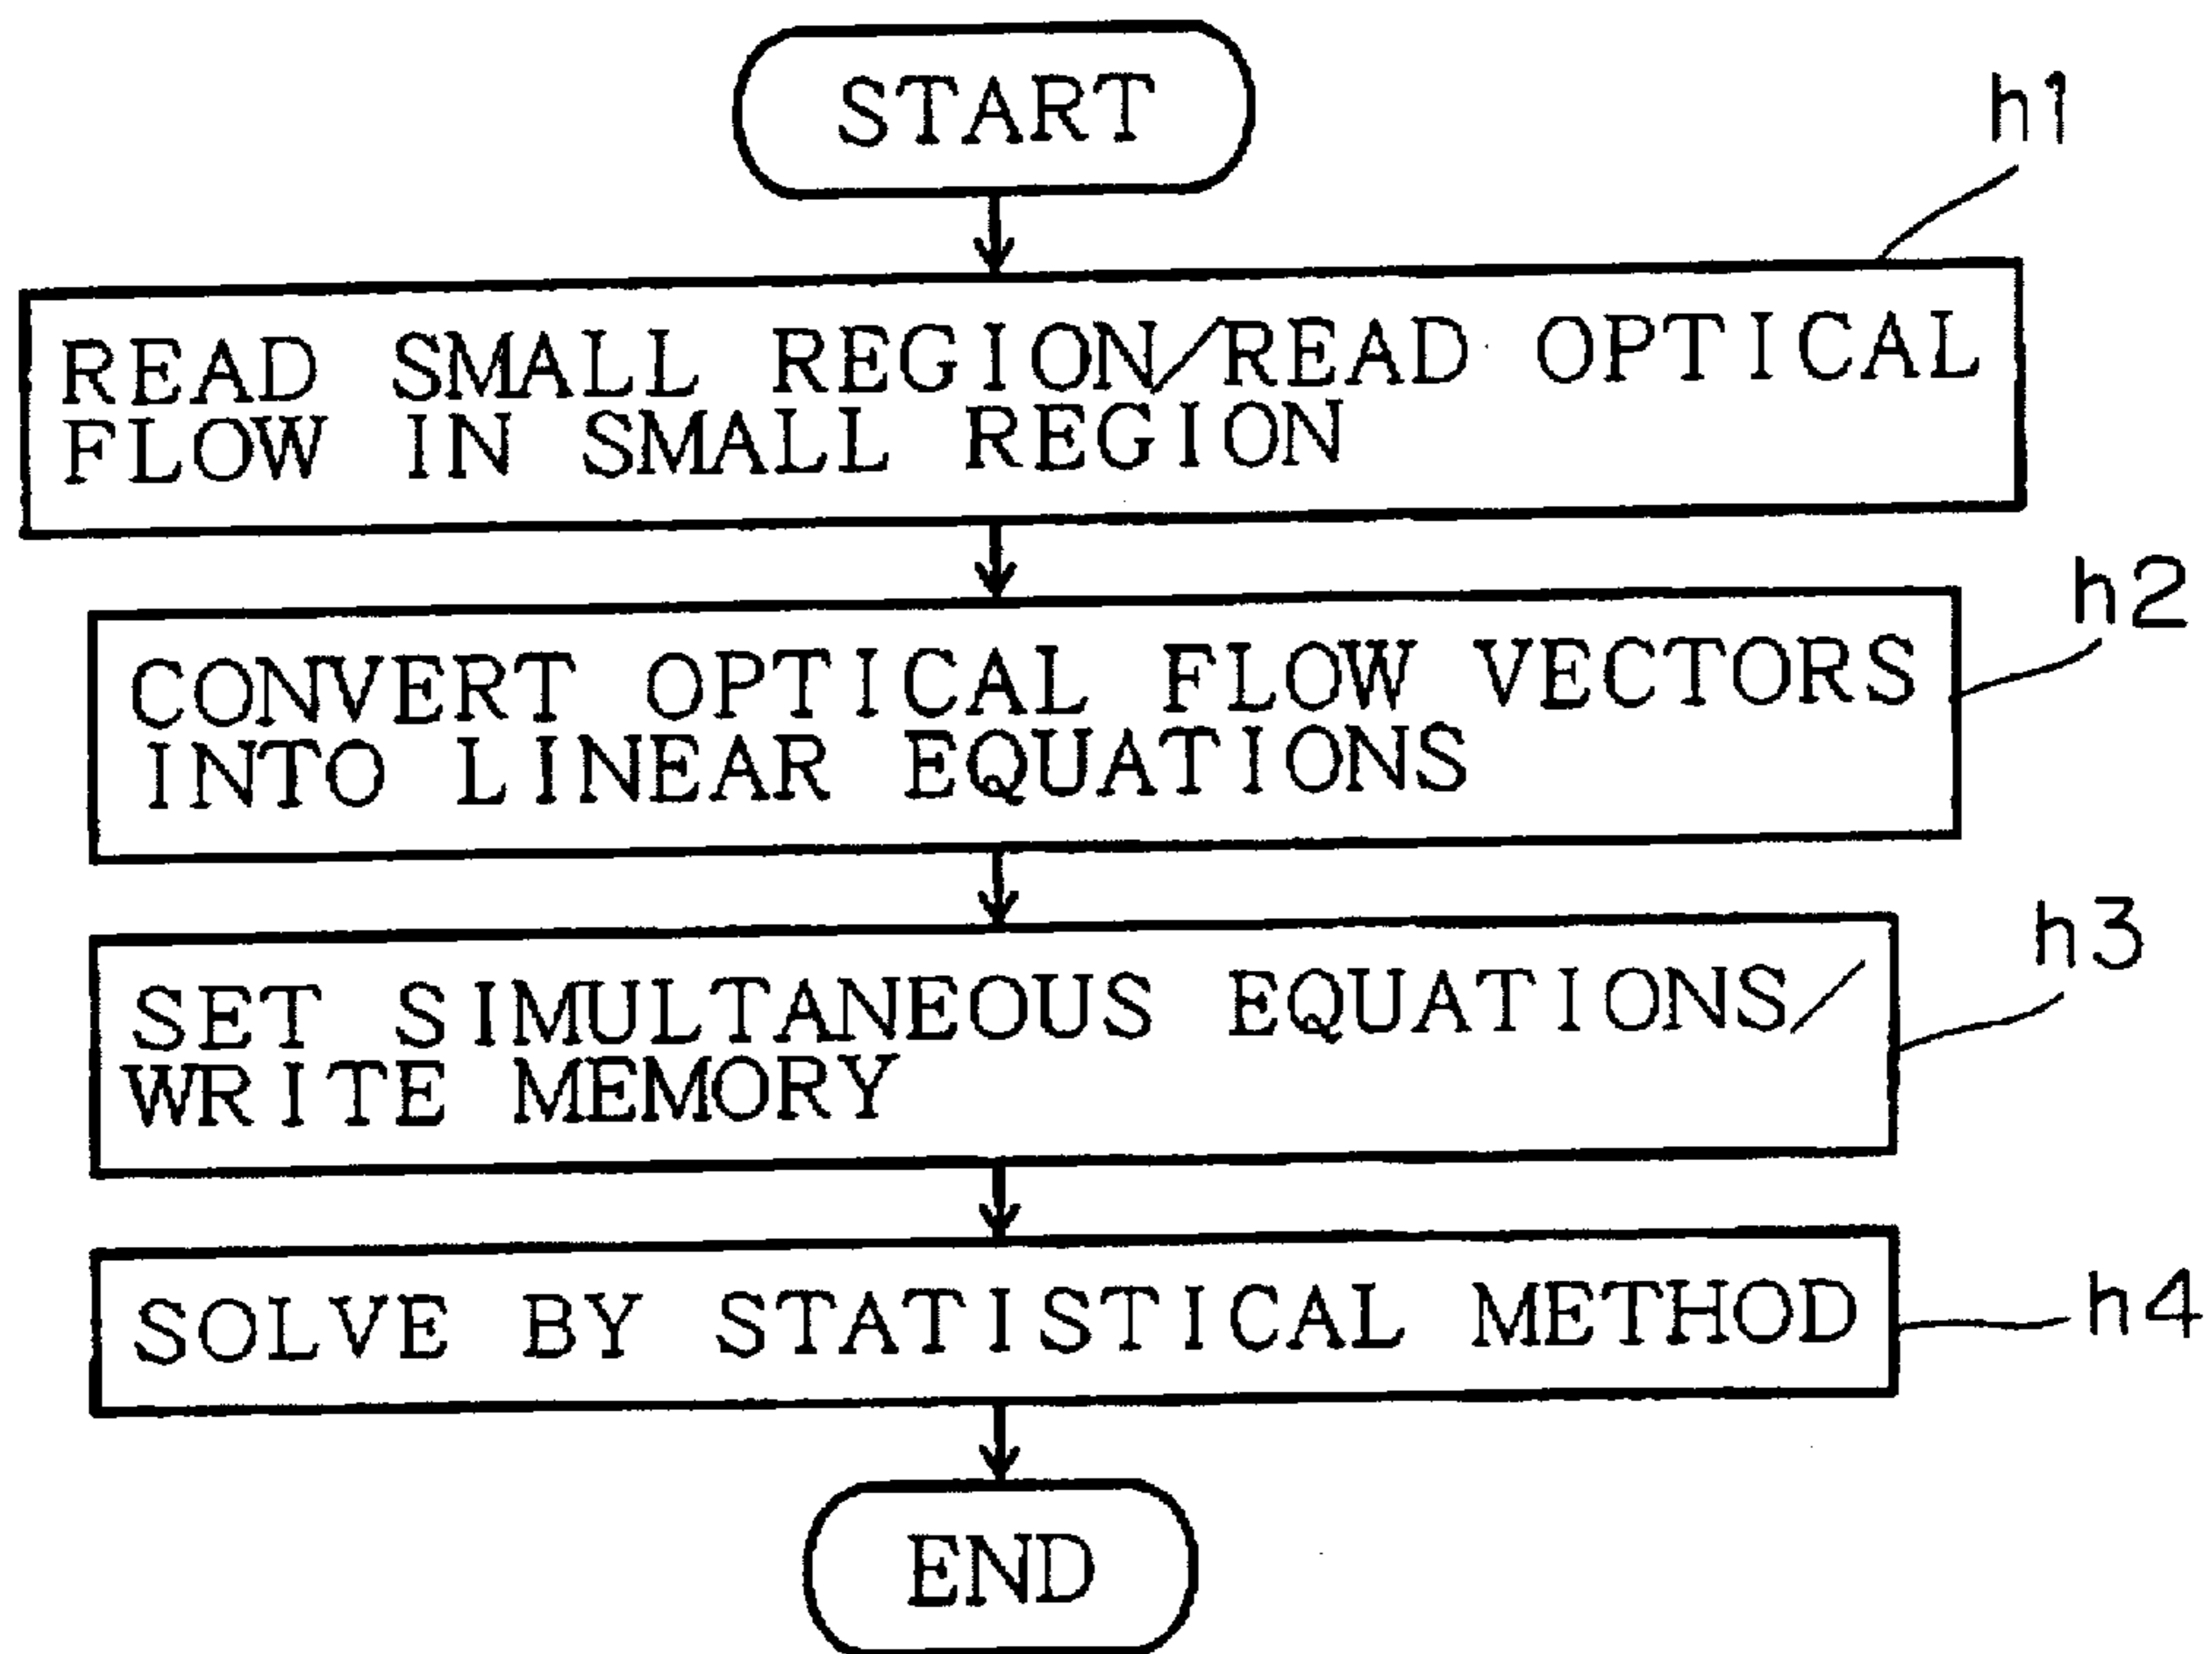 START
h1
READ SMALL REGION/READ OPTICAL
FLOW IN SMALL REGION
h2
CONVERT OPTICAL FLOW VECTORS
INTO LINEAR EQUATIONS
h3
SET SIMULTANEOUS EQUATIONS/
WRITE MEMORY
SOLVE BY STATISTICAL METHOD
h4
END